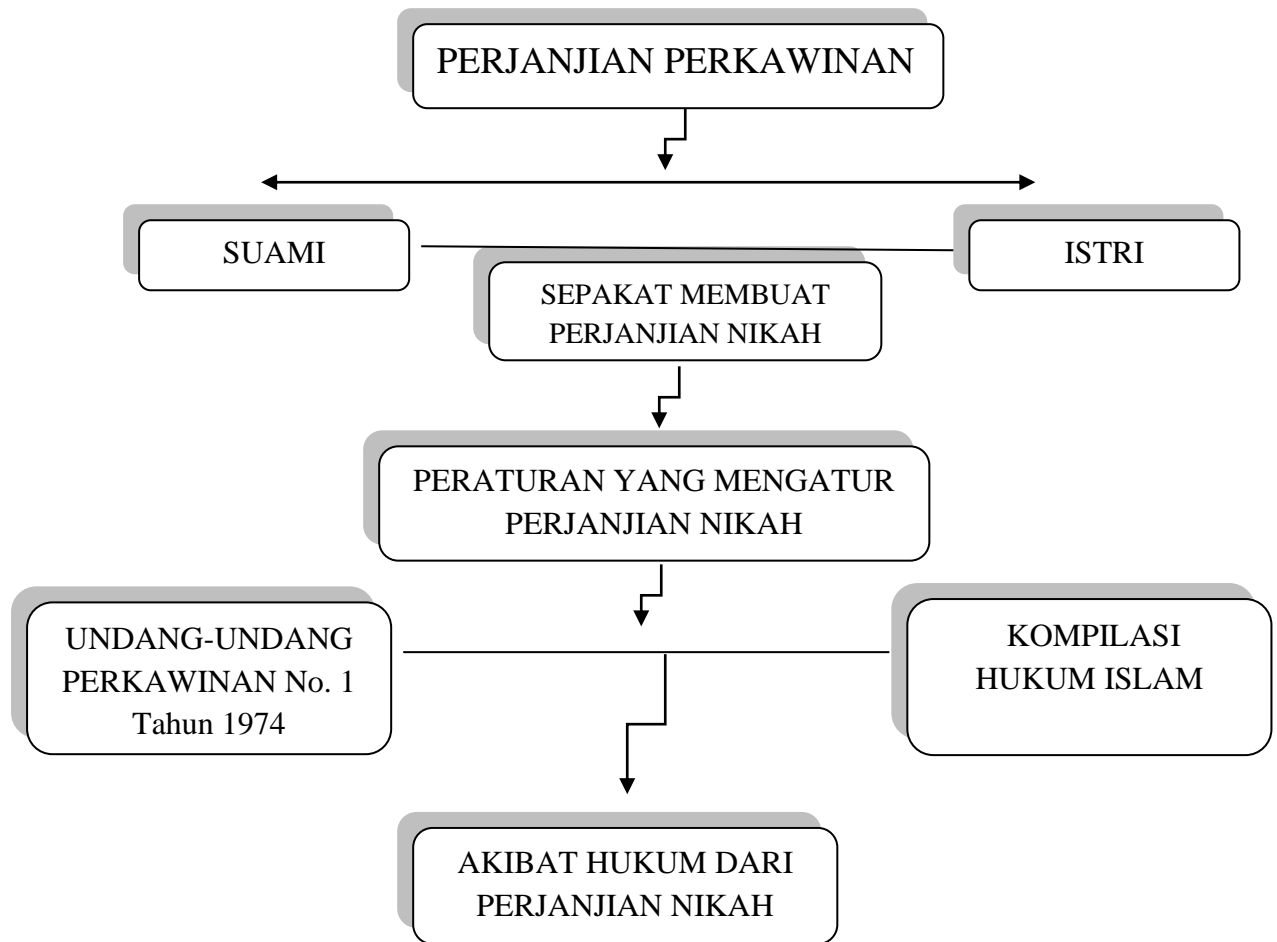 PERJANJIAN PERKAWINAN
SUAMI
ISTRI
SEPAKAT MEMBUAT
PERJANJIAN NIKAH
PERATURAN YANG MENGATUR
PERJANJIAN NIKAH
UNDANG-UNDANG
PERKAWINAN No. 1
Tahun 1974
KOMPILASI
HUKUM ISLAM
AKIBAT HUKUM DARI
PERJANJIAN NIKAH